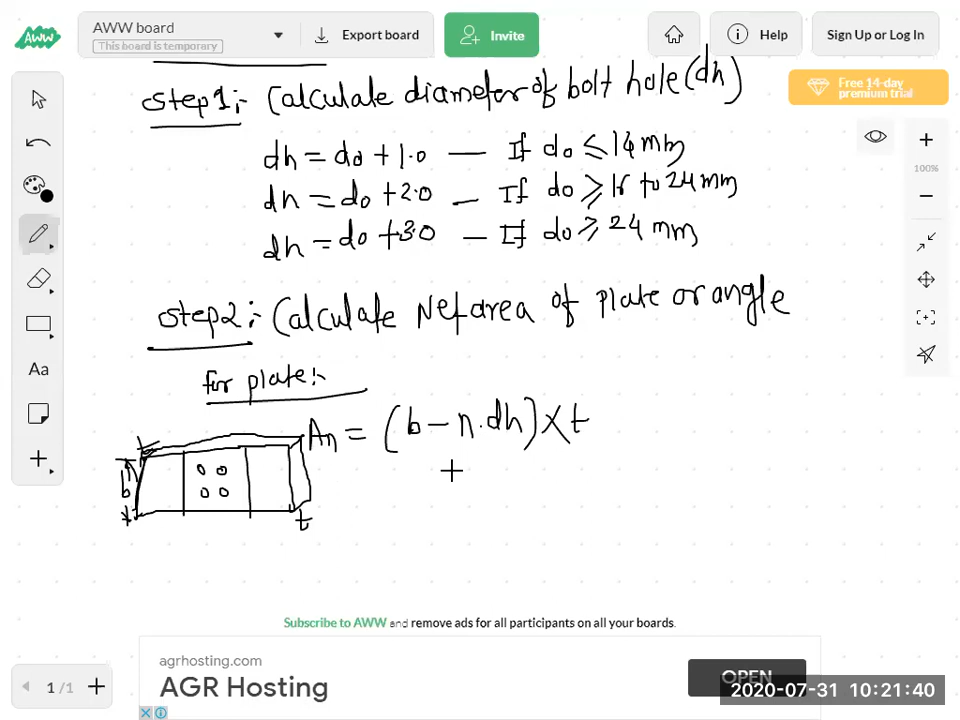 AWW
AWW board
This board is temporary
Export board
Invite
Help
Sign Up or Log In
Free 14-day
premium trial
Step1:- Calculate diameter of bolt hole (dh)
dh = do + 1.0 — If do ≤ 14 mm
dh = do + 2.0 — If do ≥ 16 to 24 mm
dh = do + 3.0 — If do ≥ 24 mm
100%
Step2:- Calculate Net area of plate or angle
for plate:-
An = (b - n.dh) × t
t
b
t
Aa
Subscribe to AWW and remove ads for all participants on all your boards.
agrhosting.com
AGR Hosting
OPEN
1 / 1
2020-07-31 10:21:40